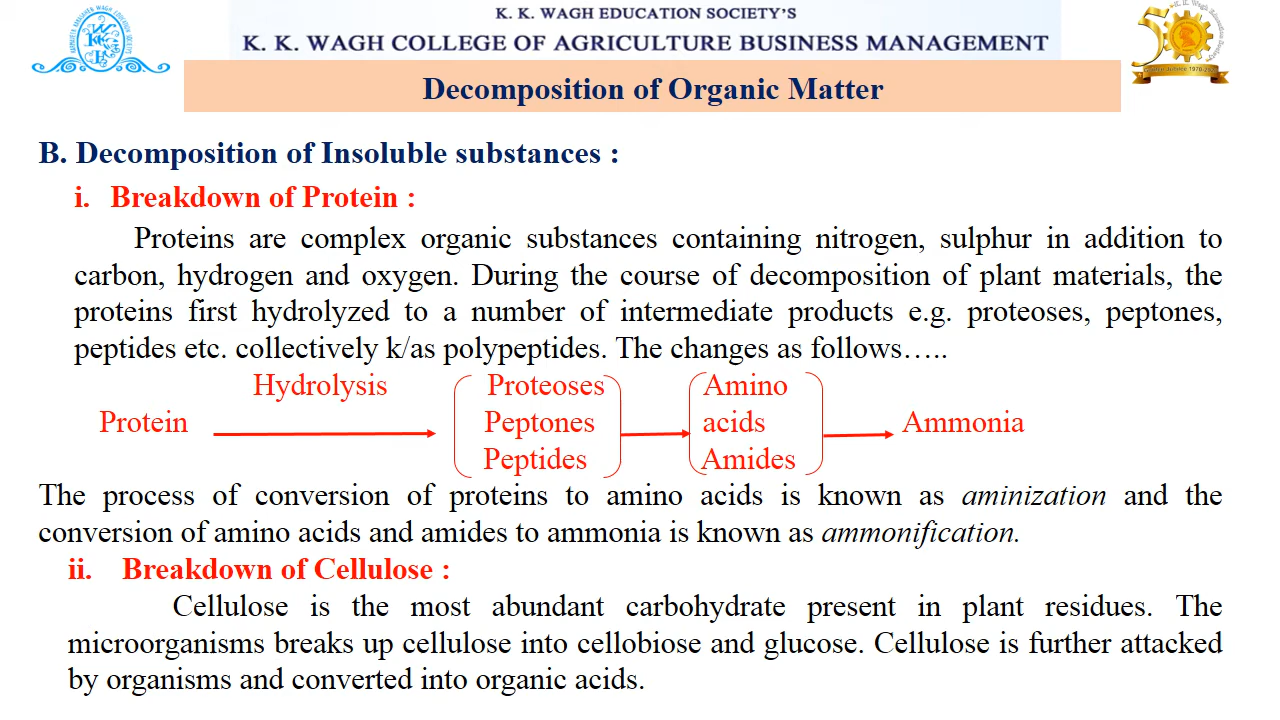 K. K. WAGH EDUCATION SOCIETY'S
K. K. WAGH COLLEGE OF AGRICULTURE BUSINESS MANAGEMENT
Decomposition of Organic Matter
B. Decomposition of Insoluble substances :
i. Breakdown of Protein :
Proteins are complex organic substances containing nitrogen, sulphur in addition to
carbon, hydrogen and oxygen. During the course of decomposition of plant materials, the
proteins first hydrolyzed to a number of intermediate products e.g. proteoses, peptones,
peptides etc. collectively k/as polypeptides. The changes as follows…..
Hydrolysis Proteoses Amino
Protein Peptones acids Ammonia
Peptides Amides
The process of conversion of proteins to amino acids is known as aminization and the
conversion of amino acids and amides to ammonia is known as ammonification.
ii. Breakdown of Cellulose :
Cellulose is the most abundant carbohydrate present in plant residues. The
microorganisms breaks up cellulose into cellobiose and glucose. Cellulose is further attacked
by organisms and converted into organic acids.